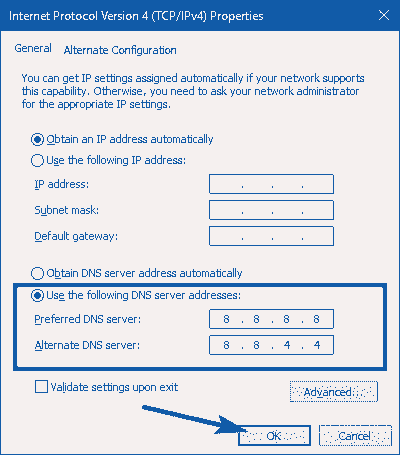 Internet Protocol Version 4 (TCP/IPv4) Properties
General Alternate Configuration
You can get IP settings assigned automatically if your network supports
this capability. Otherwise, you need to ask your network administrator
for the appropriate IP settings.
Obtain an IP address automatically
Use the following IP address:
IP address:
Subnet mask:
Default gateway:
Obtain DNS server address automatically
Use the following DNS server addresses:
Preferred DNS server: 8 . 8 . 8 . 8
Alternate DNS server: 8 . 8 . 4 . 4
Validate settings upon exit
Advanced...
OK Cancel